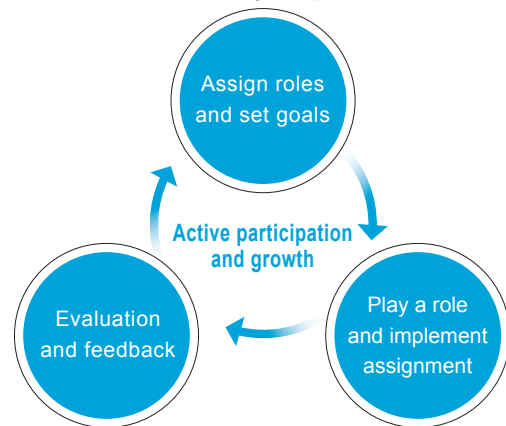 Assign roles
and set goals
Active participation
and growth
Play a role
and implement
assignment
Evaluation
and feedback